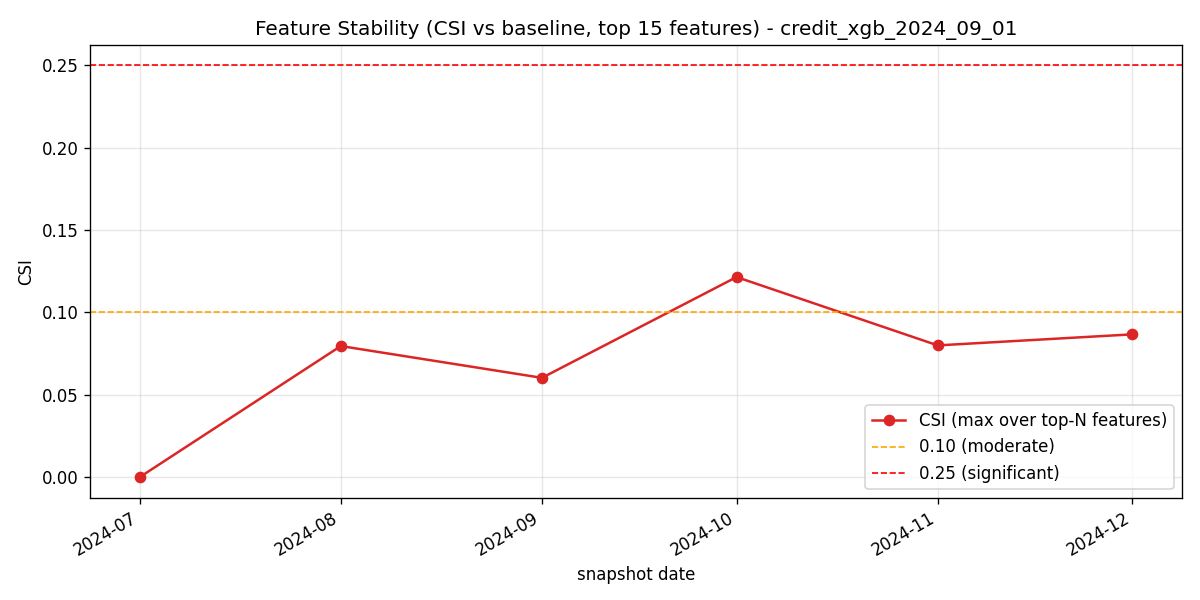 Feature Stability (CSI vs baseline, top 15 features) - credit_xgb_2024_09_01
0.25
0.20
0.15
0.10
0.05
0.00
CSI
CSI (max over top-N features)
0.10 (moderate)
0.25 (significant)
2024-07
2024-08
2024-09
2024-10
2024-11
2024-12
snapshot date